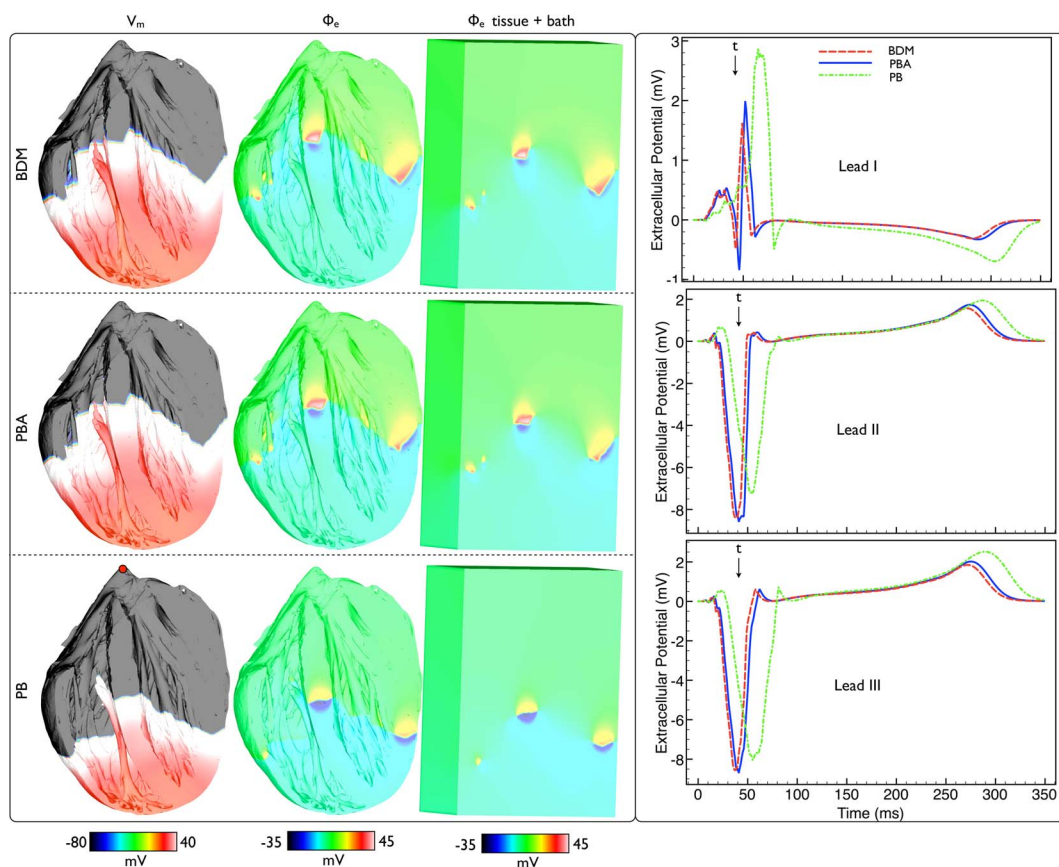 Vm
Φe
Φe tissue + bath
BDM
PBA
PB
-80
40
mV
-35
45
mV
-35
45
mV
Extracellular Potential (mV)
3
2
1
0
-1
t
BDM
PBA
PB
Lead I
Extracellular Potential (mV)
2
0
-2
-4
-6
-8
t
Lead II
Extracellular Potential (mV)
2
0
-2
-4
-6
-8
t
Lead III
0 50 100 150 200 250 300 350
Time (ms)